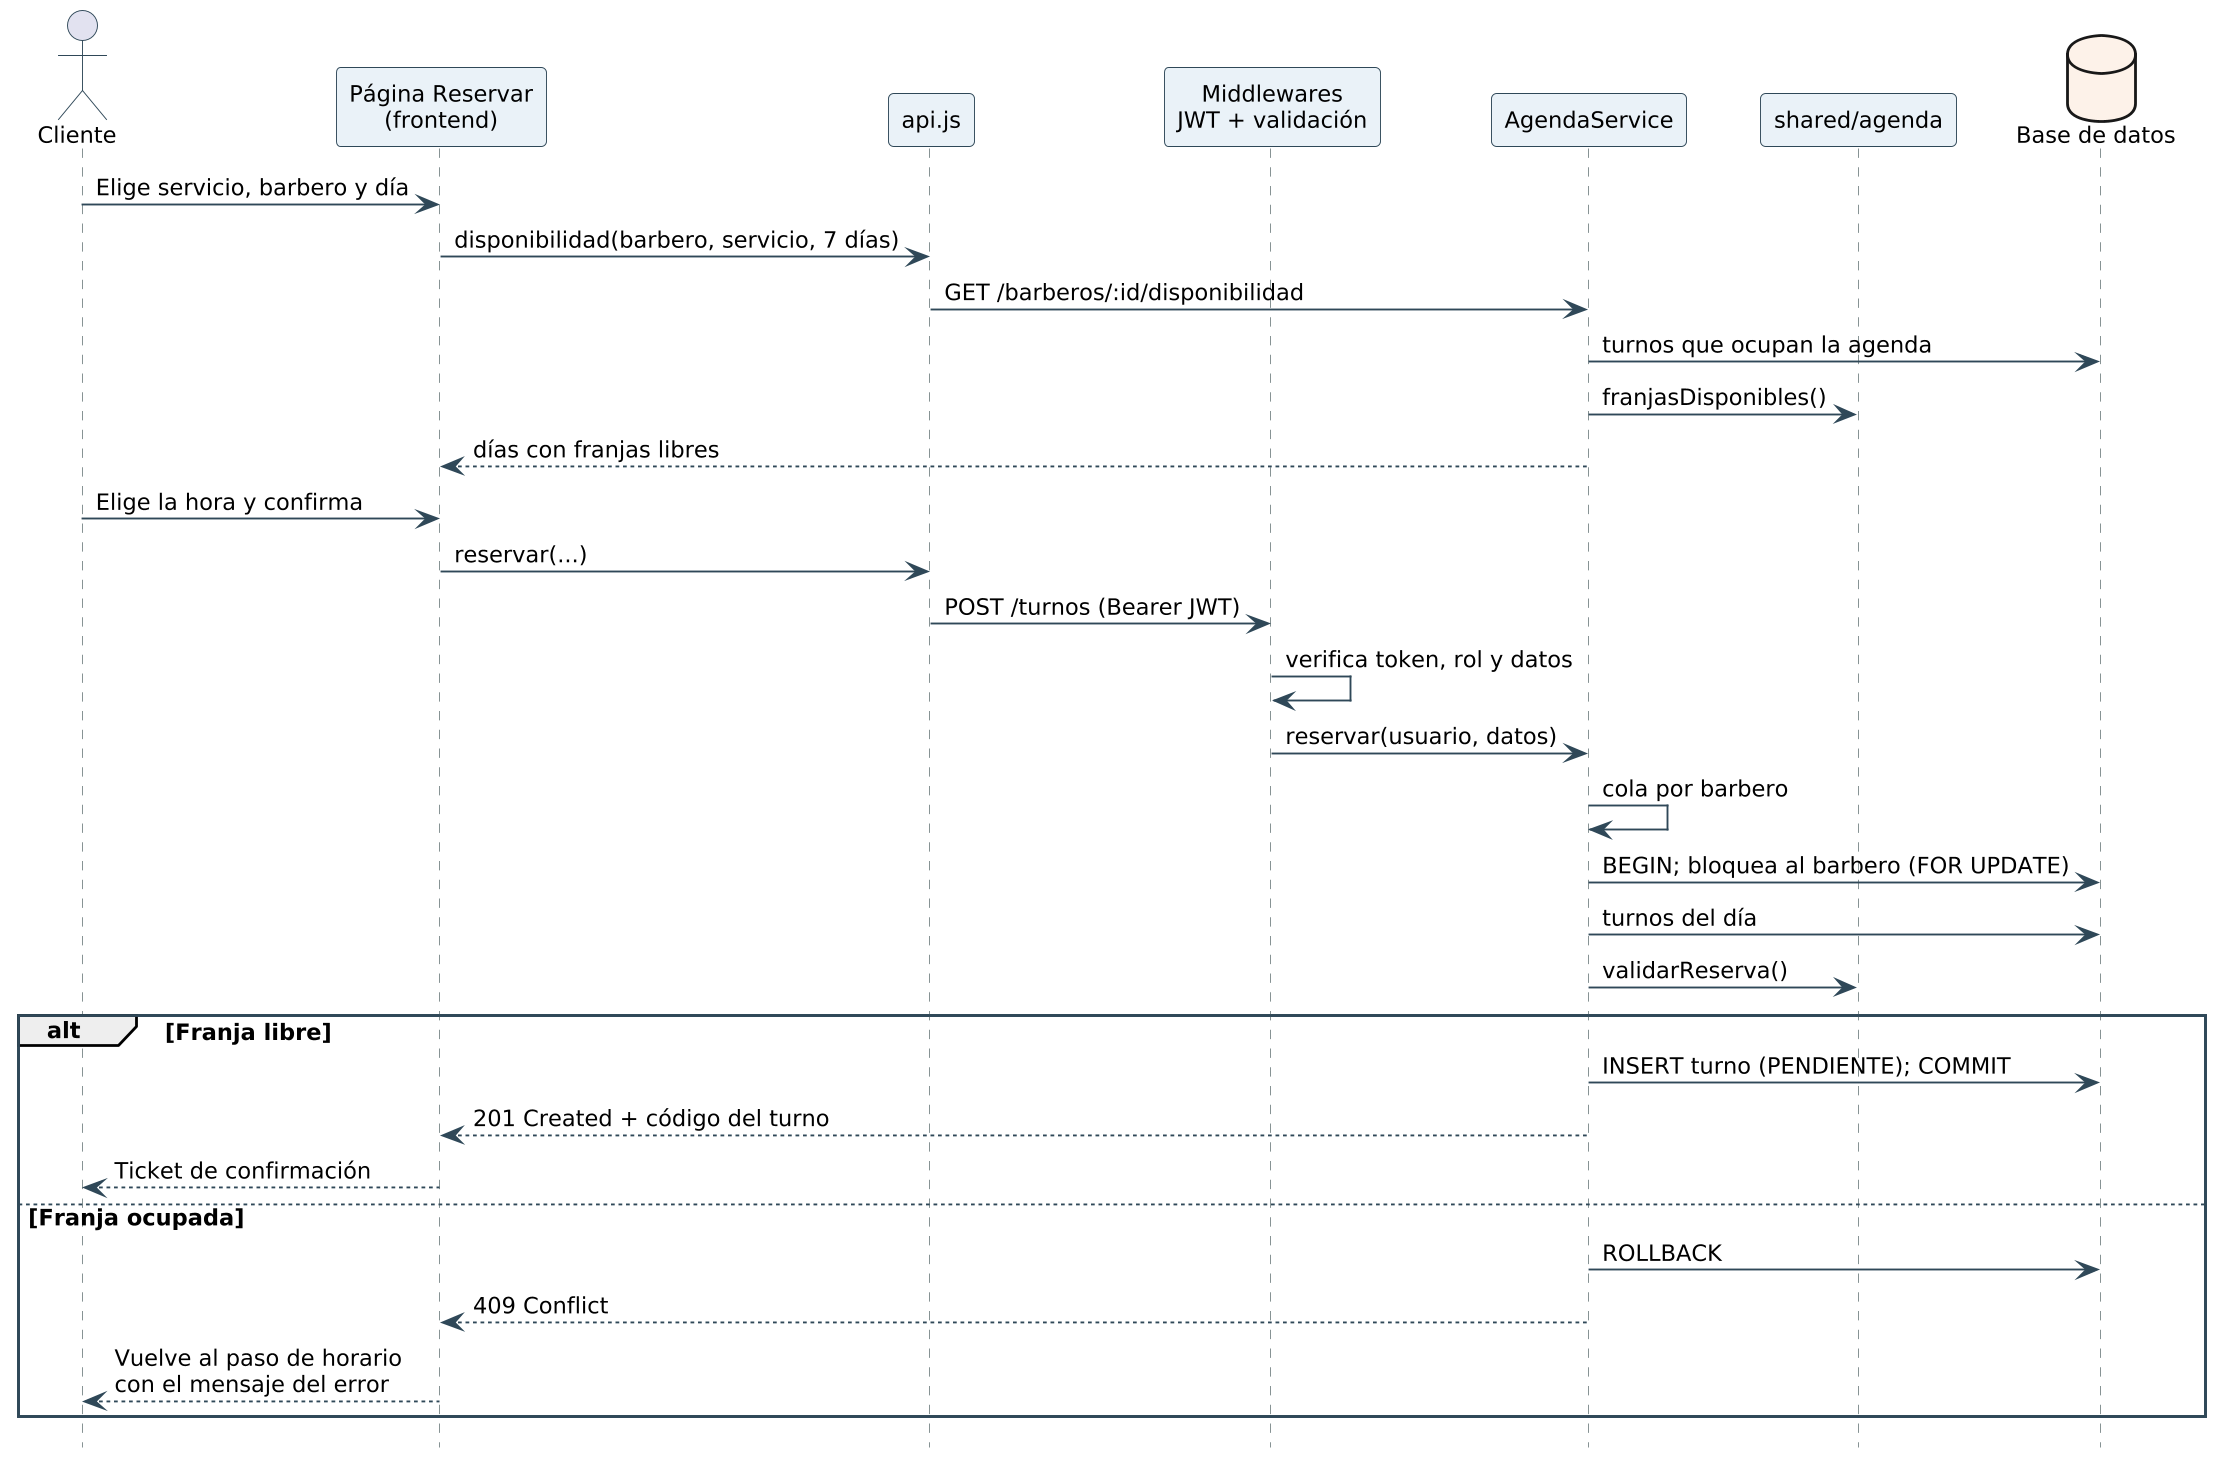 Cliente
Página Reservar
(frontend)
api.js
Middlewares
JWT + validación
AgendaService
shared/agenda
Base de datos
Elige servicio, barbero y día
disponibilidad(barbero, servicio, 7 días)
GET /barberos/:id/disponibilidad
turnos que ocupan la agenda
franjasDisponibles()
días con franjas libres
Elige la hora y confirma
reservar(...)
POST /turnos (Bearer JWT)
verifica token, rol y datos
reservar(usuario, datos)
cola por barbero
BEGIN; bloquea al barbero (FOR UPDATE)
turnos del día
validarReserva()
alt [Franja libre]
INSERT turno (PENDIENTE); COMMIT
201 Created + código del turno
Ticket de confirmación
[Franja ocupada]
ROLLBACK
409 Conflict
Vuelve al paso de horario
con el mensaje del error